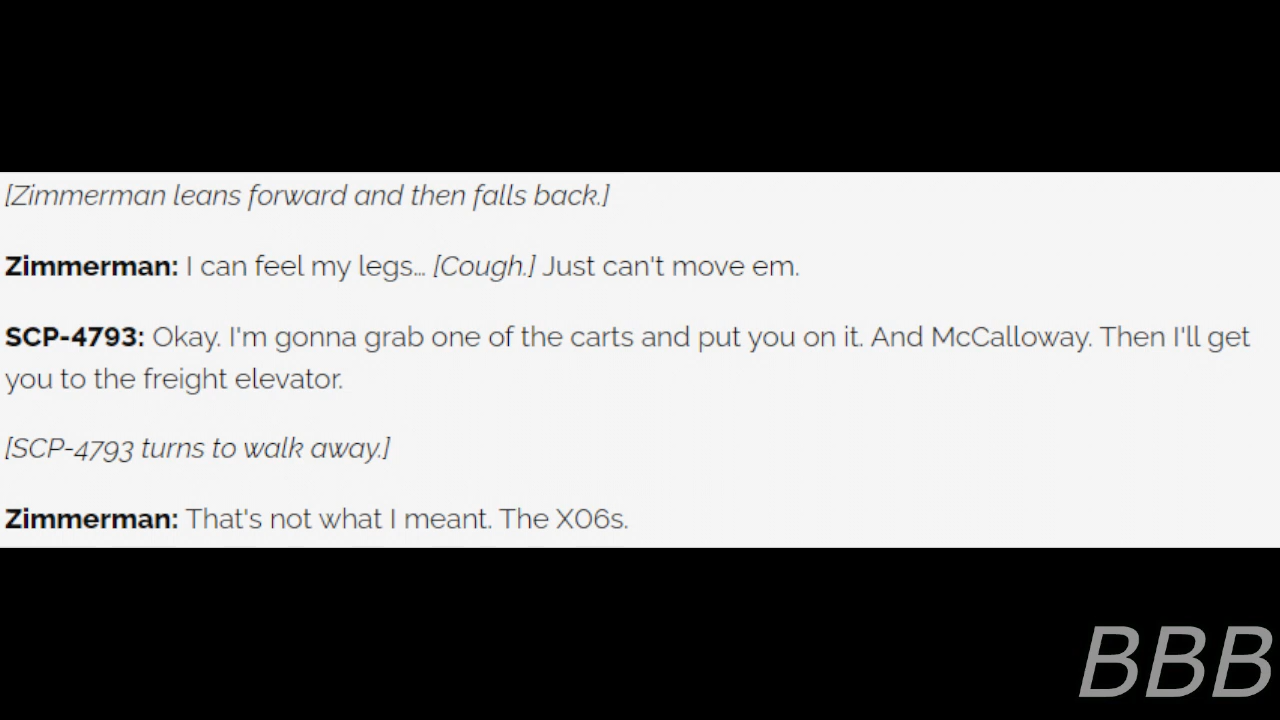 [Zimmerman leans forward and then falls back.]
Zimmerman: I can feel my legs… [Cough.] Just can't move em.
SCP-4793: Okay. I'm gonna grab one of the carts and put you on it. And McCalloway. Then I'll get
you to the freight elevator.
[SCP-4793 turns to walk away.]
Zimmerman: That's not what I meant. The X06s.
BBB